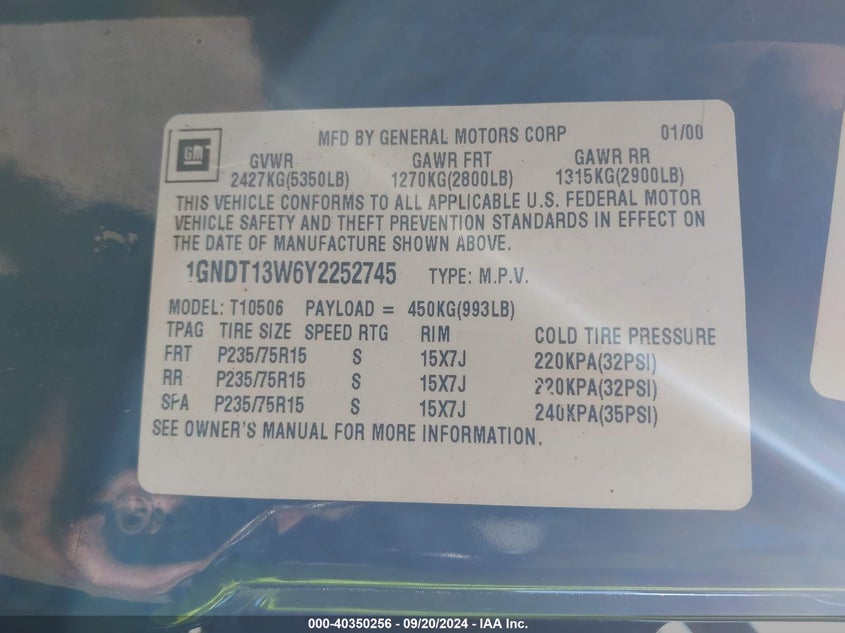 MFD BY GENERAL MOTORS CORP 01/00
GM
GVWR GAWR FRT GAWR RR
2427KG(5350LB) 1270KG(2800LB) 1315KG(2900LB)
THIS VEHICLE CONFORMS TO ALL APPLICABLE U.S. FEDERAL MOTOR
VEHICLE SAFETY AND THEFT PREVENTION STANDARDS IN EFFECT ON
THE DATE OF MANUFACTURE SHOWN ABOVE.
1GNDT13W6Y2252745 TYPE: M.P.V.
MODEL: T10506 PAYLOAD = 450KG(993LB)
TPAG TIRE SIZE SPEED RTG RIM COLD TIRE PRESSURE
FRT P235/75R15 S 15X7J 220KPA(32PSI)
RR P235/75R15 S 15X7J 220KPA(32PSI)
SPA P235/75R15 S 15X7J 240KPA(35PSI)
SEE OWNER'S MANUAL FOR MORE INFORMATION.
000-40350256 - 09/20/2024 - IAA Inc.